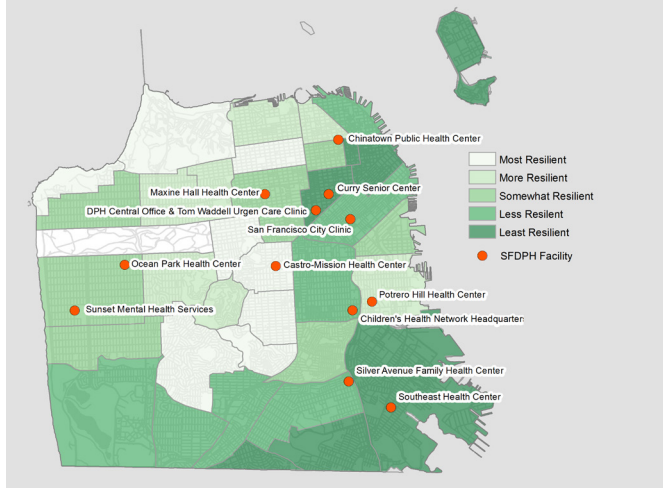 Chinatown Public Health Center
Most Resilient
More Resilient
Maxine Hall Health Center
Curry Senior Center
Somewhat Resilient
DPH Central Office & Tom Waddell Urgen Care Clinic
Less Resilent
San Francisco City Clinic
Least Resilient
SFDPH Facility
Ocean Park Health Center
Castro-Mission Health Center
Potrero Hill Health Center
Sunset Mental Health Services
Children's Health Network Headquarters
Silver Avenue Family Health Center
Southeast Health Center